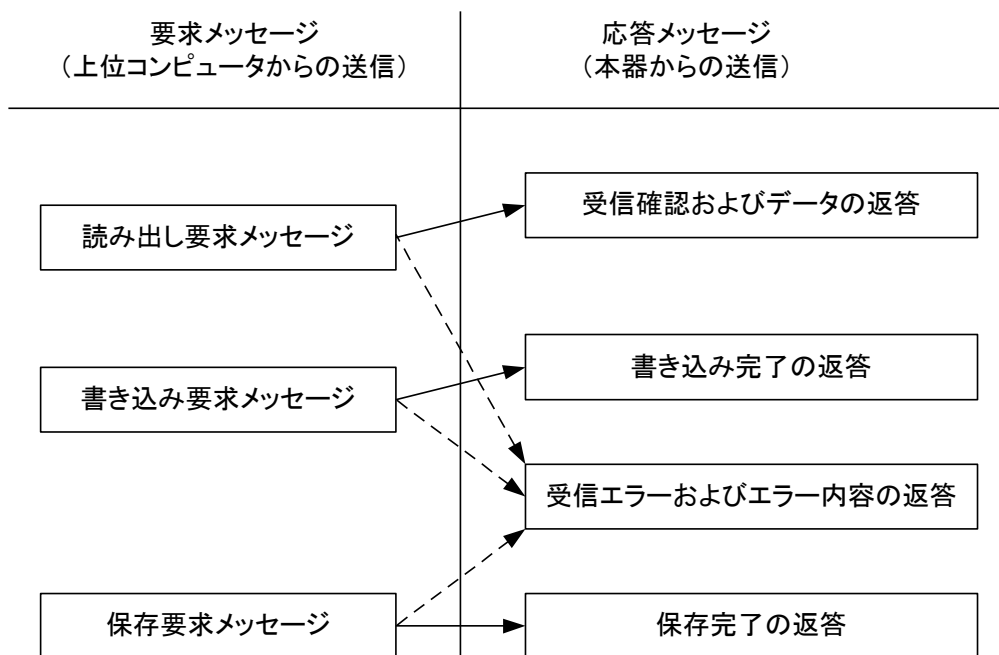 要求メッセージ
（上位コンピュータからの送信）
応答メッセージ
（本器からの送信）
読み出し要求メッセージ
受信確認およびデータの返答
書き込み要求メッセージ
書き込み完了の返答
受信エラーおよびエラー内容の返答
保存要求メッセージ
保存完了の返答